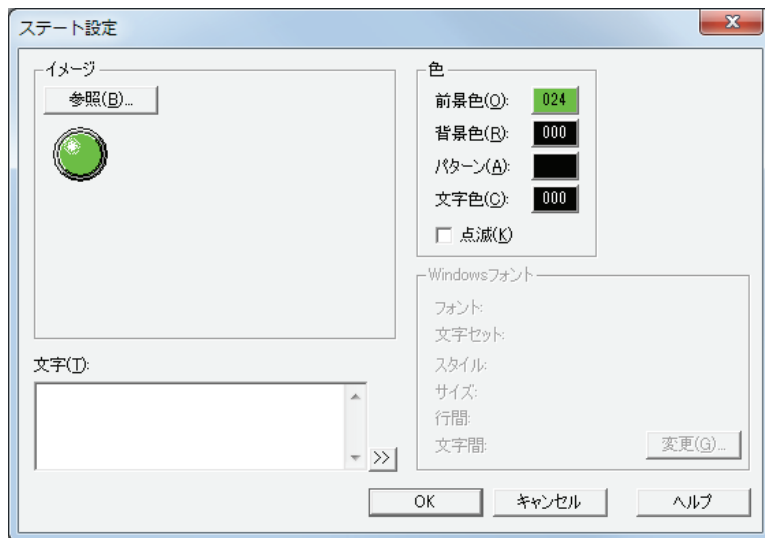 ステート設定
イメージ
参照(B)...
色
前景色(O): 024
背景色(R): 000
パターン(A):
文字色(C): 000
点滅(K)
Windowsフォント
フォント:
文字セット:
スタイル:
サイズ:
行間:
文字間:
変更(G)...
文字(T):
>>
OK
キャンセル
ヘルプ